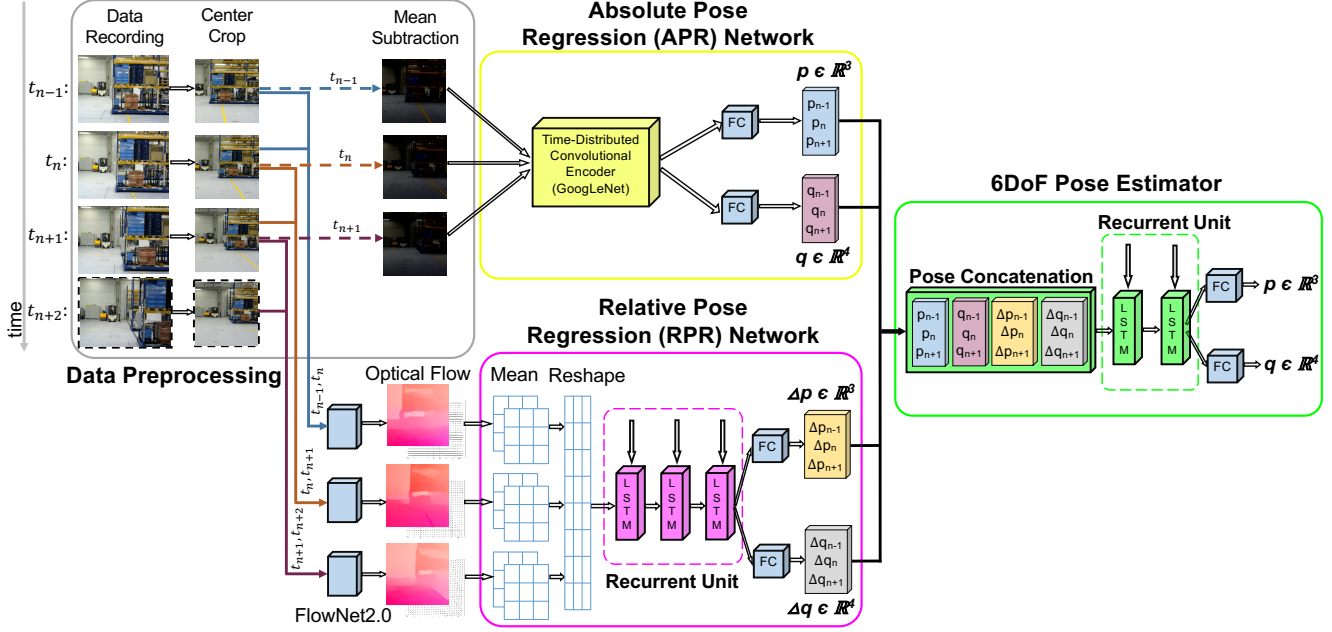 Data
Recording
Center
Crop
Mean
Subtraction
time
t_{n-1}:
t_n:
t_{n+1}:
t_{n+2}:
t_{n-1}
t_n
t_{n+1}
Data Preprocessing
Absolute Pose
Regression (APR) Network
Time-Distributed
Convolutional
Encoder
(GoogLeNet)
FC
FC
p ϵ ℝ^3
p_{n-1}
p_n
p_{n+1}
q_{n-1}
q_n
q_{n+1}
q ϵ ℝ^4
t_{n-1}, t_n
t_n, t_{n+1}
t_{n+1}, t_{n+2}
FlowNet2.0
Optical Flow
Relative Pose
Regression (RPR) Network
Mean
Reshape
LSTM
LSTM
LSTM
Recurrent Unit
FC
FC
Δp ϵ ℝ^3
Δp_{n-1}
Δp_n
Δp_{n+1}
Δq_{n-1}
Δq_n
Δq_{n+1}
Δq ϵ ℝ^4
6DoF Pose Estimator
Recurrent Unit
Pose Concatenation
p_{n-1}
p_n
p_{n+1}
q_{n-1}
q_n
q_{n+1}
Δp_{n-1}
Δp_n
Δp_{n+1}
Δq_{n-1}
Δq_n
Δq_{n+1}
LSTM
LSTM
FC
FC
p ϵ ℝ^3
q ϵ ℝ^4